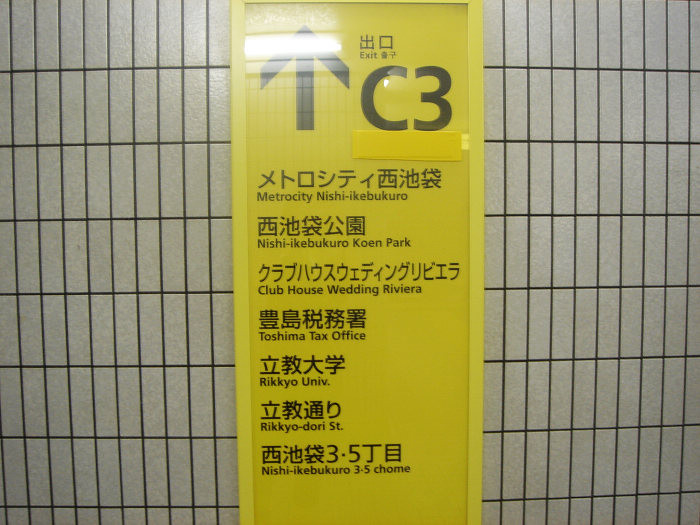 出口
Exit 출구
C3
メトロシティ西池袋
Metrocity Nishi-ikebukuro
西池袋公園
Nishi-ikebukuro Koen Park
クラブハウスウェディングリビエラ
Club House Wedding Riviera
豊島税務署
Toshima Tax Office
立教大学
Rikkyo Univ.
立教通り
Rikkyo-dori St.
西池袋3·5丁目
Nishi-ikebukuro 3·5 chome